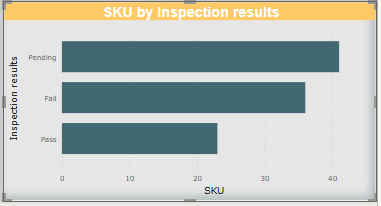 SKU by Inspection results
Inspection results
Pending
Fail
Pass
0 10 20 30 40
SKU